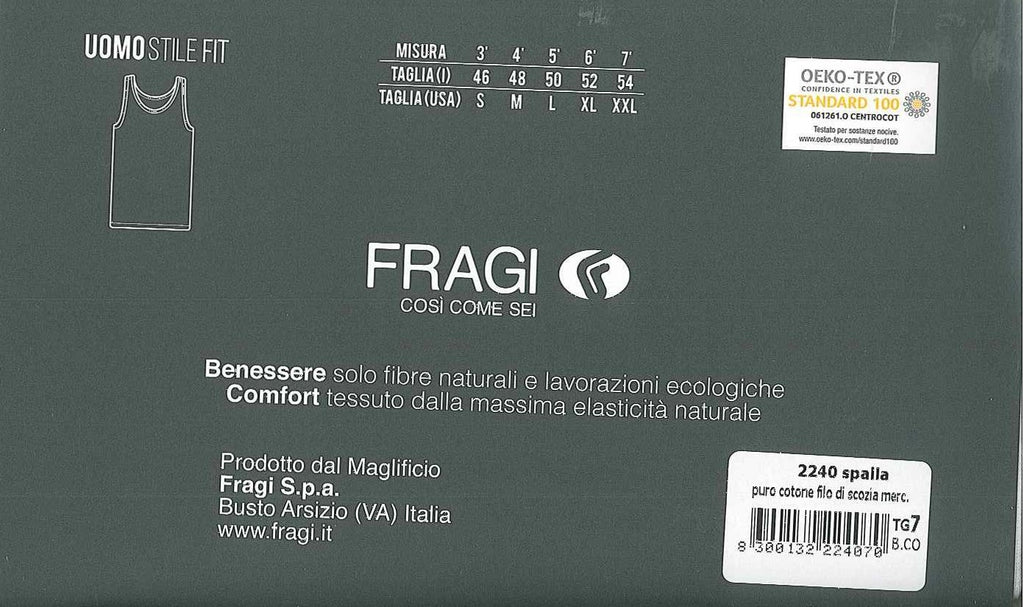 UOMO STILE FIT
MISURA 3' 4' 5' 6' 7'
TAGLIA (I) 46 48 50 52 54
TAGLIA (USA) S M L XL XXL
OEKO-TEX®
CONFIDENCE IN TEXTILES
STANDARD 100
061261.O CENTROCOT
Testato per sostanze nocive.
www.oeko-tex.com/standard100
FRAGI
COSÌ COME SEI
Benessere solo fibre naturali e lavorazioni ecologiche
Comfort tessuto dalla massima elasticità naturale
Prodotto dal Maglificio
Fragi S.p.a.
Busto Arsizio (VA) Italia
www.fragi.it
2240 spalla
puro cotone filo di scozia merc.
TG7
B.CO
8 300132 224070